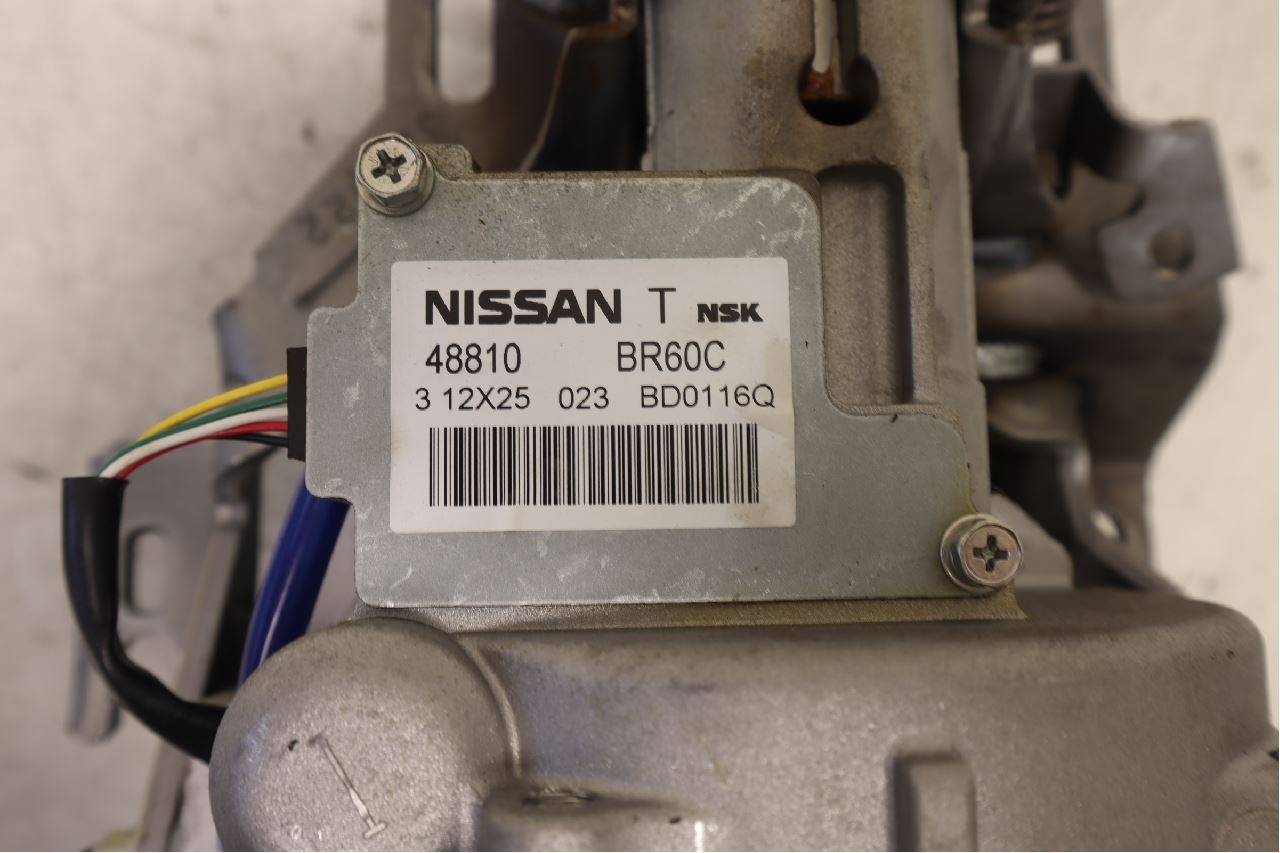 NISSAN T NSK
48810 BR60C
3 12X25 023 BD0116Q